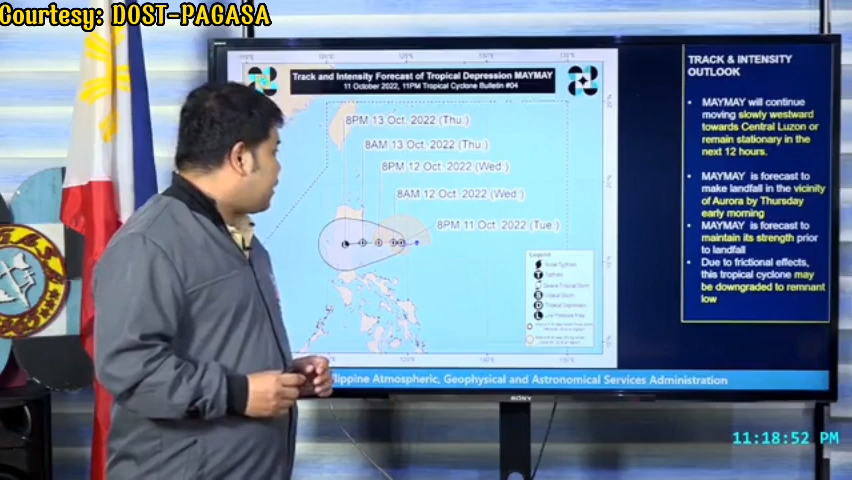 Courtesy: DOST-PAGASA
Track and Intensity Forecast of Tropical Depression MAYMAY
11 October 2022, 11PM Tropical Cyclone Bulletin #04
8PM 13 Oct. 2022 (Thu.)
8AM 13 Oct. 2022 (Thu.)
8PM 12 Oct. 2022 (Wed.)
8AM 12 Oct. 2022 (Wed.)
8PM 11 Oct. 2022 (Tue.)
Legend
Super Typhoon
Typhoon
Severe Tropical Storm
Tropical Storm
Tropical Depression
Low Pressure Area
TRACK & INTENSITY
OUTLOOK
• MAYMAY will continue
moving slowly westward
towards Central Luzon or
remain stationary in the
next 12 hours.
• MAYMAY is forecast to
make landfall in the vicinity
of Aurora by Thursday
early morning
• MAYMAY is forecast to
maintain its strength prior
to landfall
• Due to frictional effects,
this tropical cyclone may
be downgraded to remnant
low
ilippine Atmospheric, Geophysical and Astronomical Services Administration
SONY
11:18:52 PM